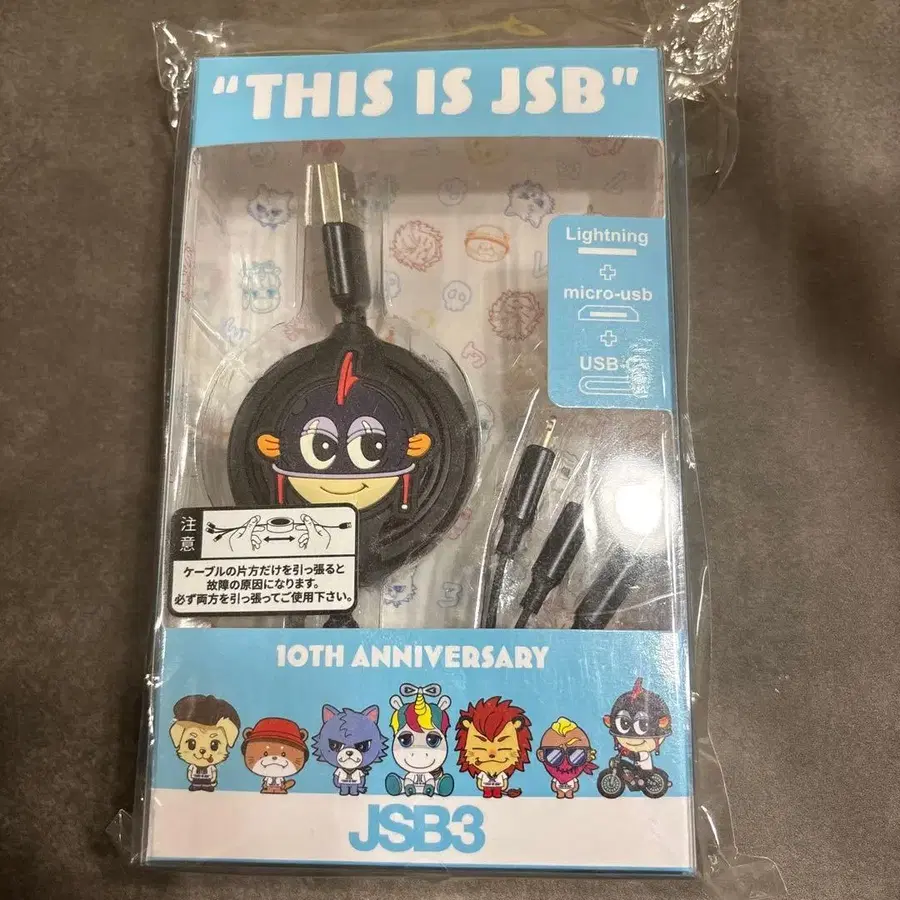 "THIS IS JSB"
Lightning
+
micro-usb
+
USB
注意
ケーブルの片方だけを引っ張ると
故障の原因になります。
必ず両方を引っ張ってご使用下さい。
10TH ANNIVERSARY
JSB3